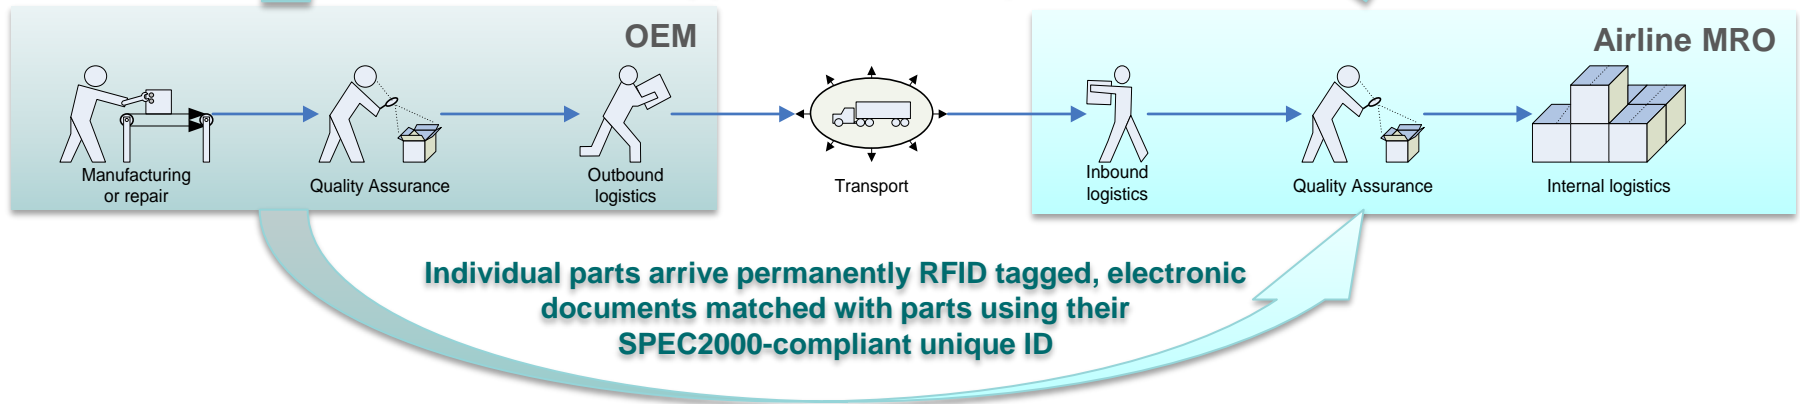 OEM
Airline MRO
Manufacturing
or repair
Quality Assurance
Outbound
logistics
Transport
Inbound
logistics
Quality Assurance
Internal logistics
Individual parts arrive permanently RFID tagged, electronic
documents matched with parts using their
SPEC2000-compliant unique ID